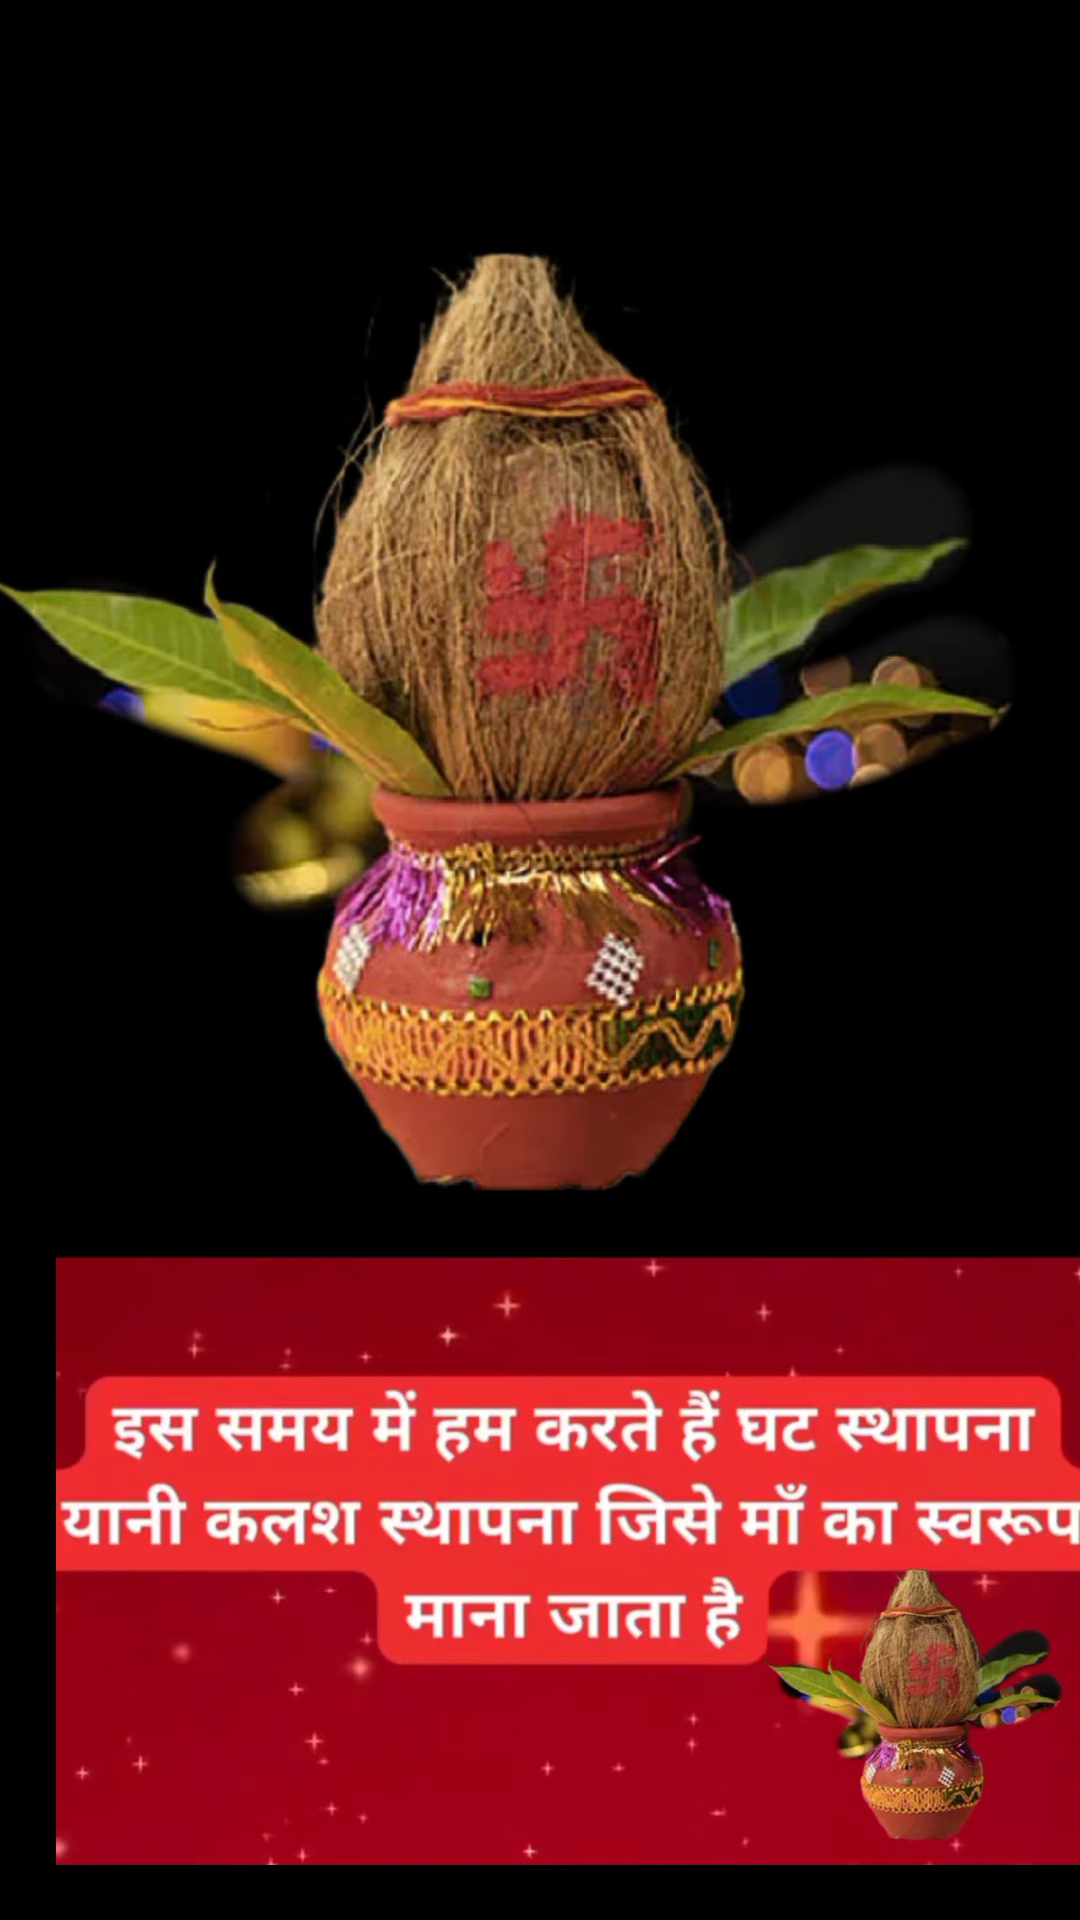 इस समय में हम करते हैं घट स्थापना
यानी कलश स्थापना जिसे माँ का स्वरूप
माना जाता है